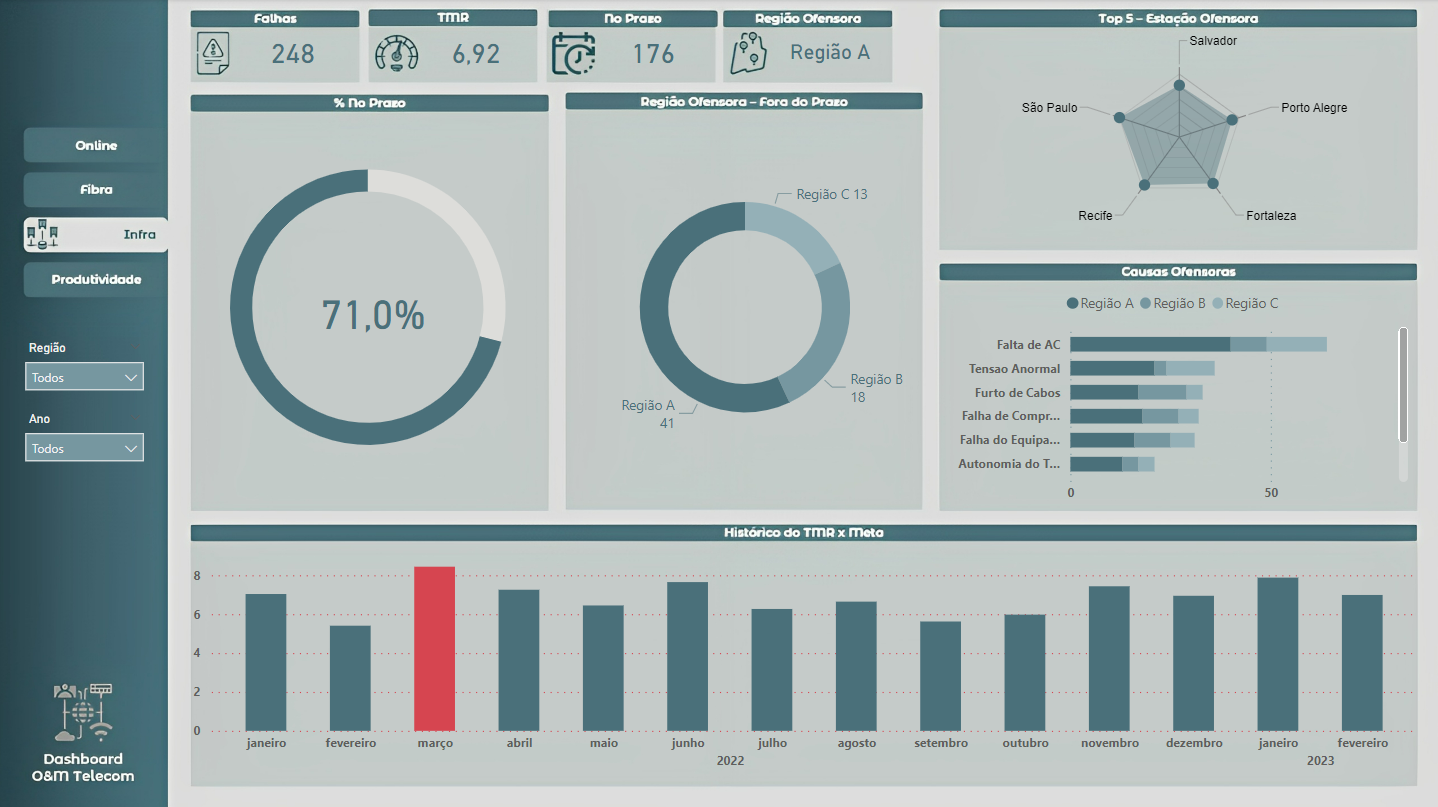 Falhas
248
TMR
6,92
No Prazo
176
Região Ofensora
Região A
Top 5 – Estação Ofensora
Salvador
São Paulo
Porto Alegre
Recife
Fortaleza
Online
Fibra
Infra
Produtividade
Região
Todos
Ano
Todos
Dashboard
O&M Telecom
% No Prazo
71,0%
Região Ofensora – Fora do Prazo
Região C 13
Região B
18
Região A
41
Causas Ofensoras
Região A Região B Região C
Falta de AC
Tensao Anormal
Furto de Cabos
Falha de Compr...
Falha do Equipa...
Autonomia do T...
0 50
Histórico do TMR x Meta
8
6
4
2
0
janeiro fevereiro março abril maio junho julho agosto setembro outubro novembro dezembro janeiro fevereiro
2022 2023